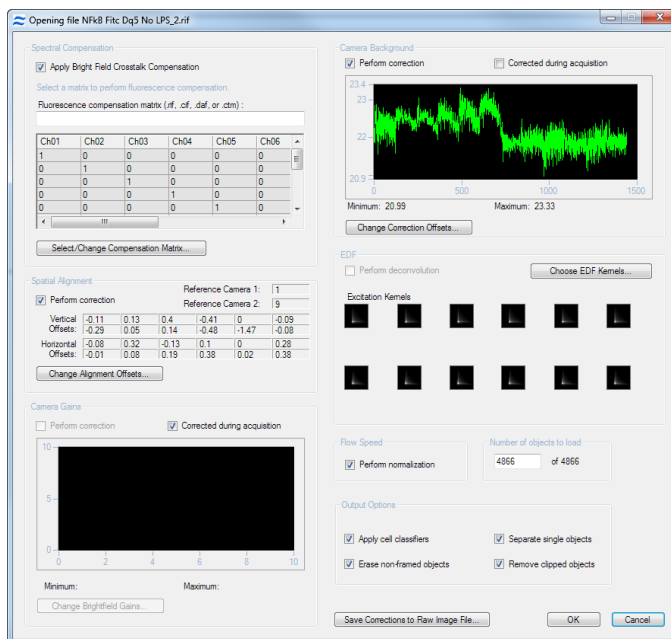 Opening file NFkB Fitc Dq5 No LPS_2.rif
Spectral Compensation
Apply Bright Field Crosstalk Compensation
Select a matrix to perform fluorescence compensation.
Fluorescence compensation matrix (.rif, .cif, .daf, or .ctm) :
Ch01 Ch02 Ch03 Ch04 Ch05 Ch06
1 0 0 0 0 0
0 1 0 0 0 0
0 0 1 0 0 0
0 0 0 1 0 0
0 0 0 0 1 0
Select/Change Compensation Matrix...
Spatial Alignment
Reference Camera 1: 1
Perform correction
Reference Camera 2: 9
Vertical Offsets: -0.11 0.13 0.4 -0.41 0 -0.09
-0.29 0.05 0.14 -0.48 -1.47 -0.08
Horizontal Offsets: -0.08 0.32 -0.13 0.1 0 0.28
-0.01 0.08 0.19 0.38 0.02 0.38
Change Alignment Offsets...
Camera Gains
Perform correction
Corrected during acquisition
10
5
0
0 2 4 6 8 10
Minimum: Maximum:
Change Brightfield Gains...
Camera Background
Perform correction
Corrected during acquisition
23.4
23
22
20.9
0 500 1000 1500
Minimum: 20.99 Maximum: 23.33
Change Correction Offsets...
EDF
Perform deconvolution
Choose EDF Kernels...
Excitation Kernels
Flow Speed
Perform normalization
Number of objects to load
4866 of 4866
Output Options
Apply cell classifiers
Separate single objects
Erase non-framed objects
Remove clipped objects
Save Corrections to Raw Image File...
OK
Cancel